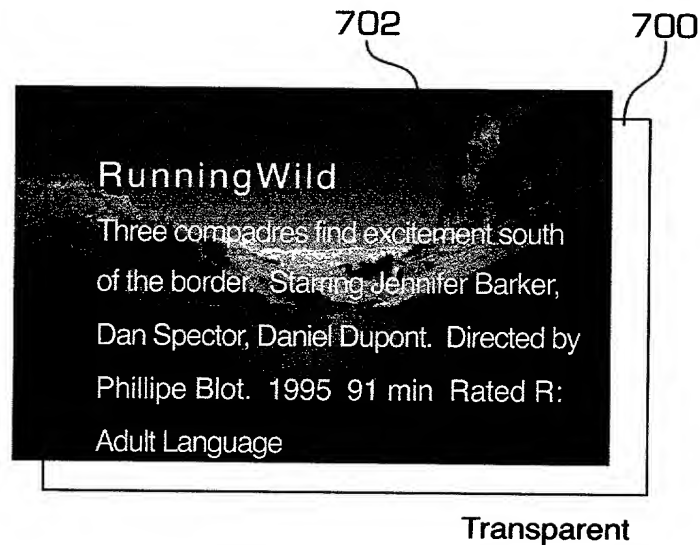 702 700
RunningWild
Three compadres find excitement south
of the border. Starring Jennifer Barker,
Dan Spector, Daniel Dupont. Directed by
Phillipe Blot. 1995 91 min Rated R:
Adult Language
Transparent